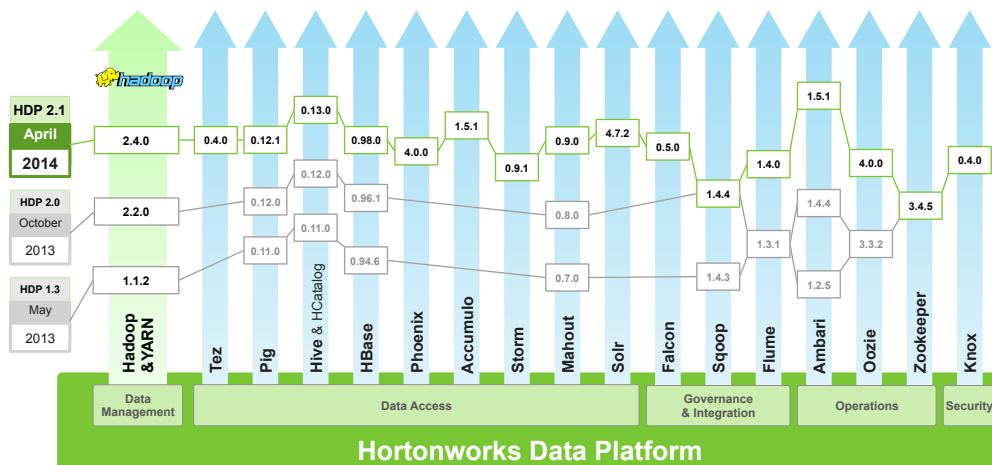 hadoop
HDP 2.1
April
2014
2.4.0
0.4.0
0.12.1
0.13.0
0.98.0
4.0.0
1.5.1
0.9.1
0.9.0
4.7.2
0.5.0
1.4.4
1.4.0
1.5.1
4.0.0
3.4.5
0.4.0
HDP 2.0
October
2013
2.2.0
0.12.0
0.12.0
0.96.1
0.8.0
1.4.4
HDP 1.3
May
2013
1.1.2
0.11.0
0.11.0
0.94.6
0.7.0
1.4.3
1.3.1
1.2.5
3.3.2
Hadoop
&YARN
Tez
Pig
Hive & HCatalog
HBase
Phoenix
Accumulo
Storm
Mahout
Solr
Falcon
Sqoop
Flume
Ambari
Oozie
Zookeeper
Knox
Data
Management
Data Access
Governance
& Integration
Operations
Security
Hortonworks Data Platform